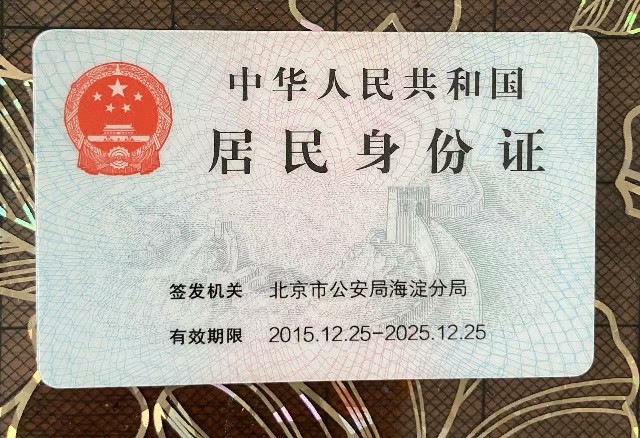 中华人民共和国
居民身份证
签发机关 北京市公安局海淀分局
有效期限 2015.12.25-2025.12.25